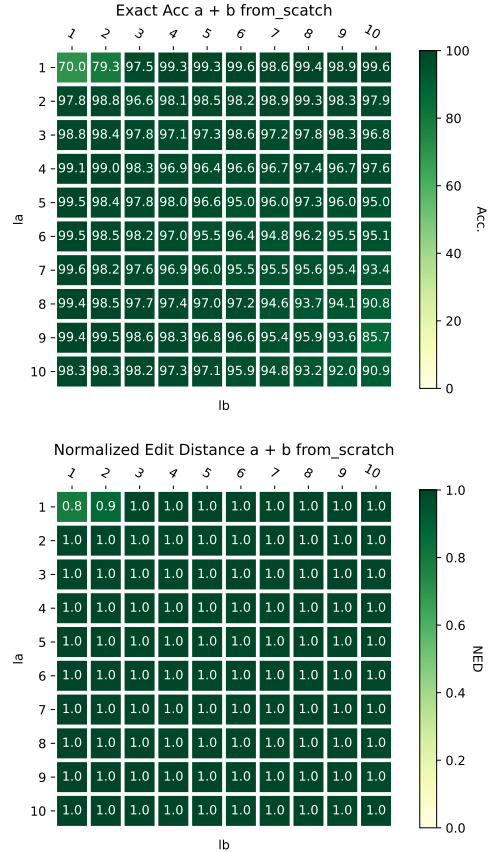 Exact Acc a + b from_scatch
1 2 3 4 5 6 7 8 9 10
1 70.0 79.3 97.5 99.3 99.3 99.6 98.6 99.4 98.9 99.6
2 97.8 98.8 96.6 98.1 98.5 98.2 98.9 99.3 98.3 97.9
3 98.8 98.4 97.8 97.1 97.3 98.6 97.2 97.8 98.3 96.8
4 99.1 99.0 98.3 96.9 96.4 96.6 96.7 97.4 96.7 97.6
5 99.5 98.4 97.8 98.0 96.6 95.0 96.0 97.3 96.0 95.0
6 99.5 98.5 98.2 97.0 95.5 96.4 94.8 96.2 95.5 95.1
7 99.6 98.2 97.6 96.9 96.0 95.5 95.5 95.6 95.4 93.4
8 99.4 98.5 97.7 97.4 97.0 97.2 94.6 93.7 94.1 90.8
9 99.4 99.5 98.6 98.3 96.8 96.6 95.4 95.9 93.6 85.7
10 98.3 98.3 98.2 97.3 97.1 95.9 94.8 93.2 92.0 90.9
la
lb
100
80
60
40
20
0
Acc.
Normalized Edit Distance a + b from_scratch
1 2 3 4 5 6 7 8 9 10
1 0.8 0.9 1.0 1.0 1.0 1.0 1.0 1.0 1.0 1.0
2 1.0 1.0 1.0 1.0 1.0 1.0 1.0 1.0 1.0 1.0
3 1.0 1.0 1.0 1.0 1.0 1.0 1.0 1.0 1.0 1.0
4 1.0 1.0 1.0 1.0 1.0 1.0 1.0 1.0 1.0 1.0
5 1.0 1.0 1.0 1.0 1.0 1.0 1.0 1.0 1.0 1.0
6 1.0 1.0 1.0 1.0 1.0 1.0 1.0 1.0 1.0 1.0
7 1.0 1.0 1.0 1.0 1.0 1.0 1.0 1.0 1.0 1.0
8 1.0 1.0 1.0 1.0 1.0 1.0 1.0 1.0 1.0 1.0
9 1.0 1.0 1.0 1.0 1.0 1.0 1.0 1.0 1.0 1.0
10 1.0 1.0 1.0 1.0 1.0 1.0 1.0 1.0 1.0 1.0
la
lb
1.0
0.8
0.6
0.4
0.2
0.0
NED